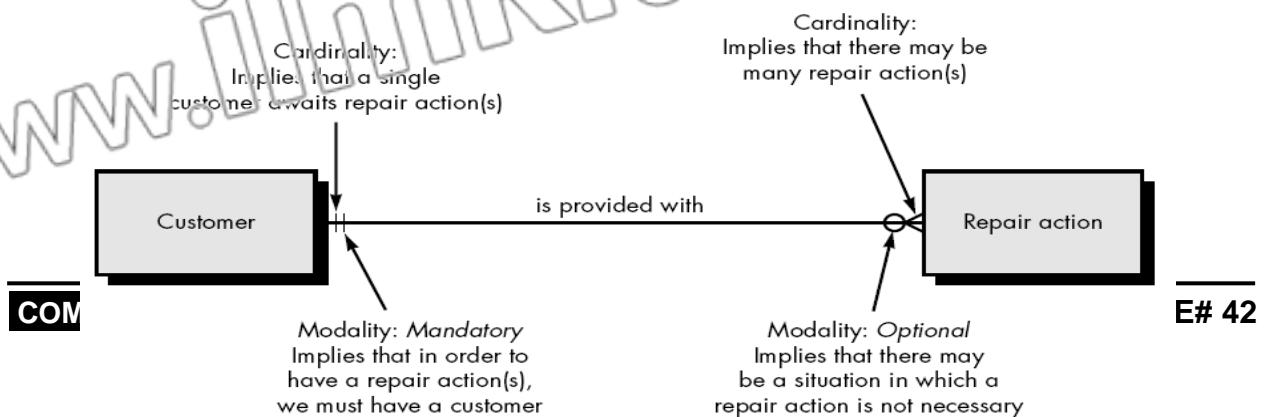 www.ilmki
Cardinality:
Implies that a single
customer awaits repair action(s)
Cardinality:
Implies that there may be
many repair action(s)
Customer
is provided with
Repair action
COM
E# 42
Modality: Mandatory
Implies that in order to
have a repair action(s),
we must have a customer
Modality: Optional
Implies that there may
be a situation in which a
repair action is not necessary